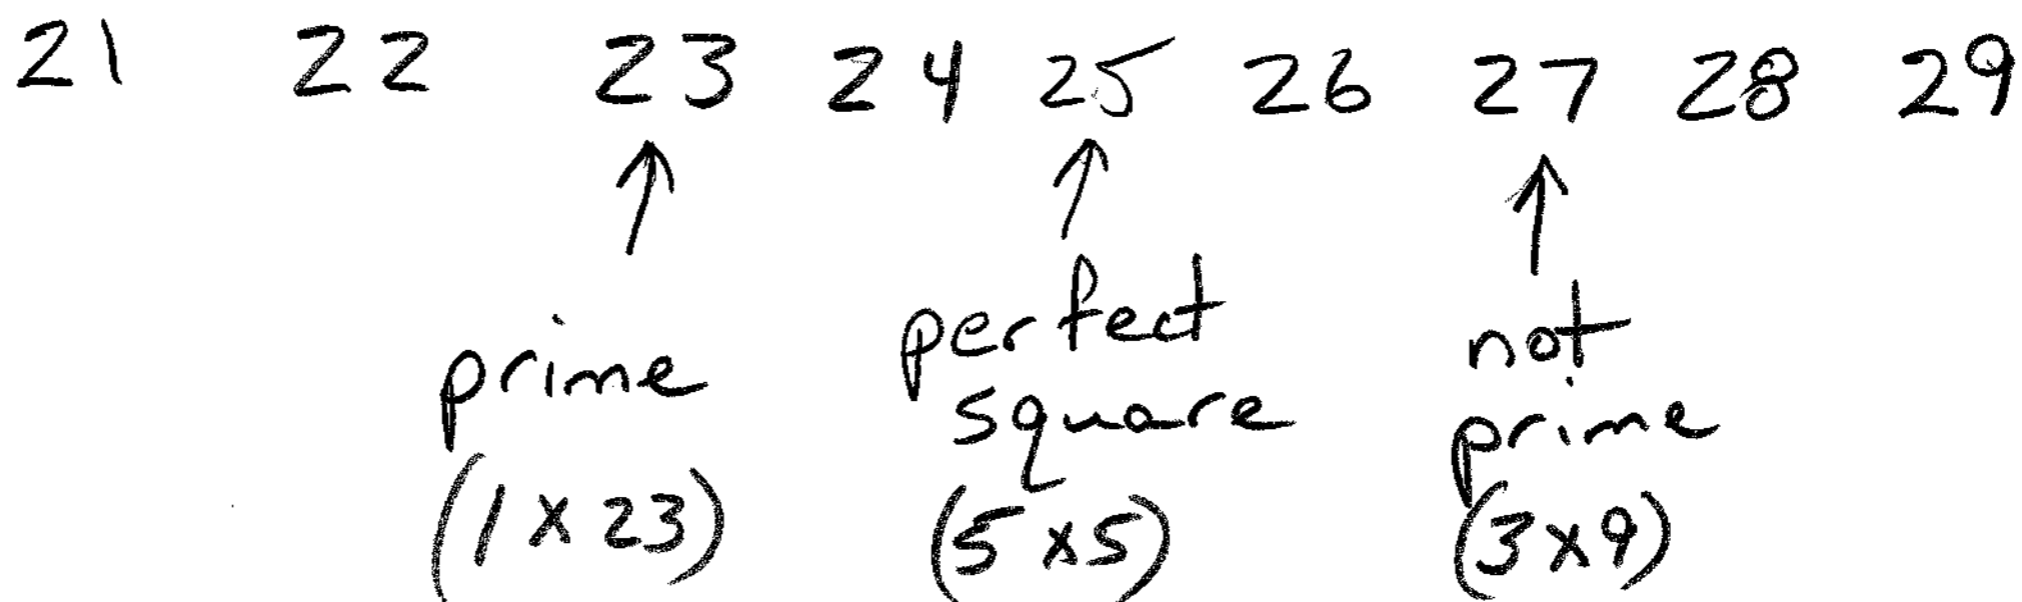 21 22 23 24 25 26 27 28 29
prime
(1 x 23)
perfect
square
(5 x 5)
not
prime
(3 x 9)